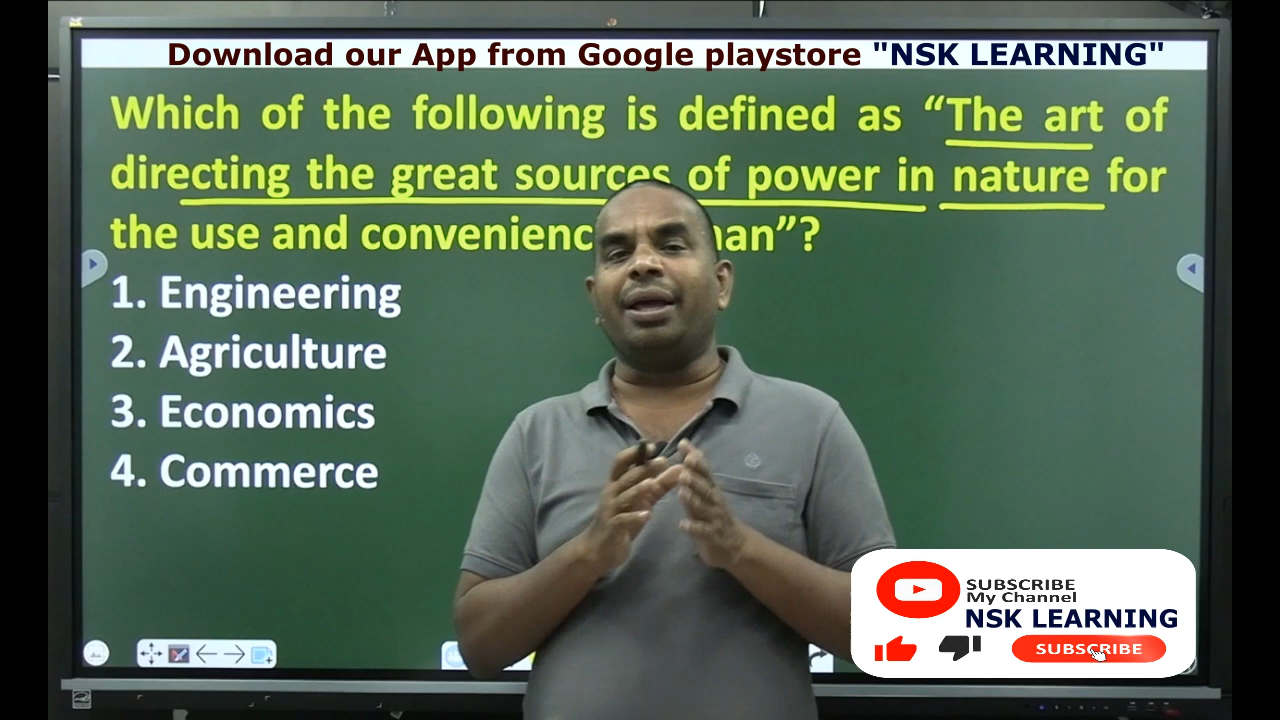 Download our App from Google playstore "NSK LEARNING"
Which of the following is defined as “The art of
directing the great sources of power in nature for
the use and convenienc an”?
1. Engineering
2. Agriculture
3. Economics
4. Commerce
SUBSCRIBE
My Channel
NSK LEARNING
SUBSCRIBE